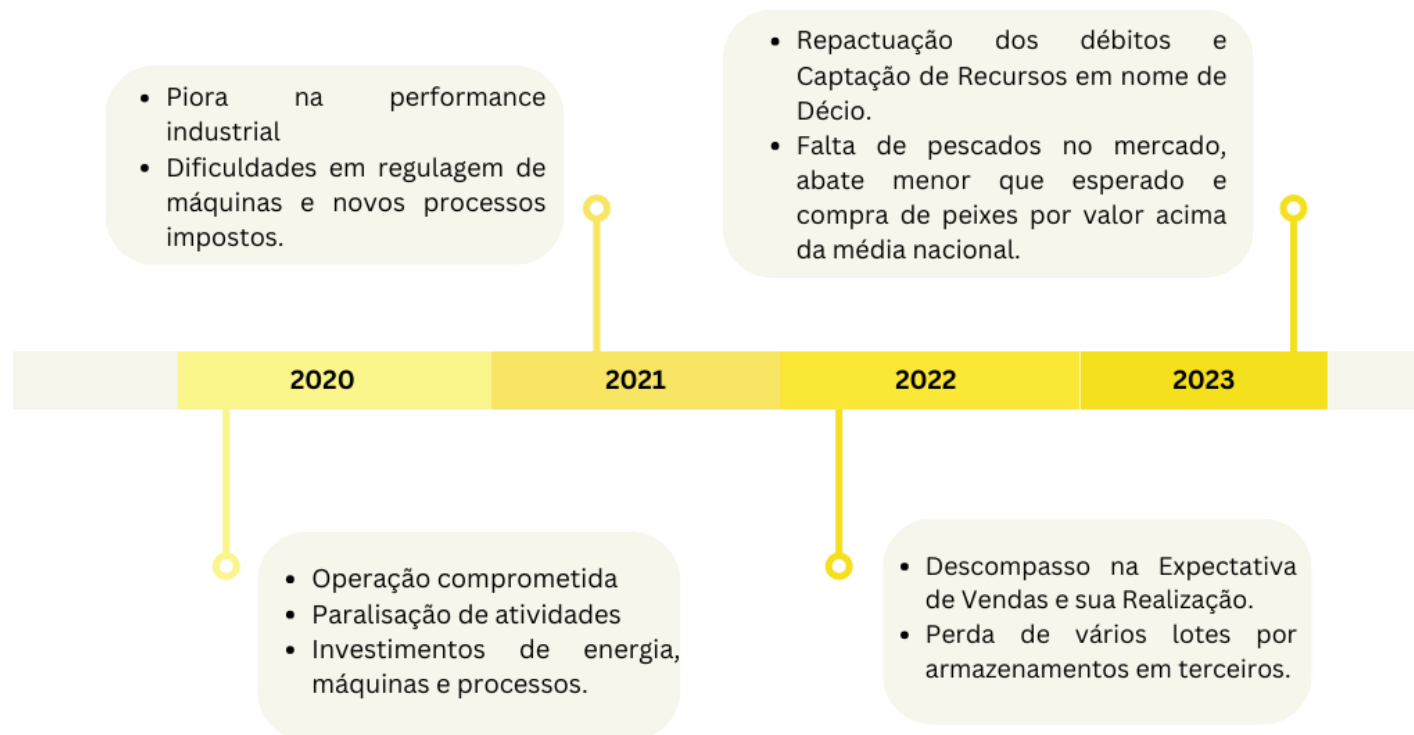 • Piora na performance
industrial
• Dificuldades em regulagem de
máquinas e novos processos
impostos.
• Repactuação dos débitos e
Captação de Recursos em nome de
Décio.
• Falta de pescados no mercado,
abate menor que esperado e
compra de peixes por valor acima
da média nacional.
2020
2021
2022
2023
• Operação comprometida
• Paralisação de atividades
• Investimentos de energia,
máquinas e processos.
• Descompasso na Expectativa
de Vendas e sua Realização.
• Perda de vários lotes por
armazenamentos em terceiros.